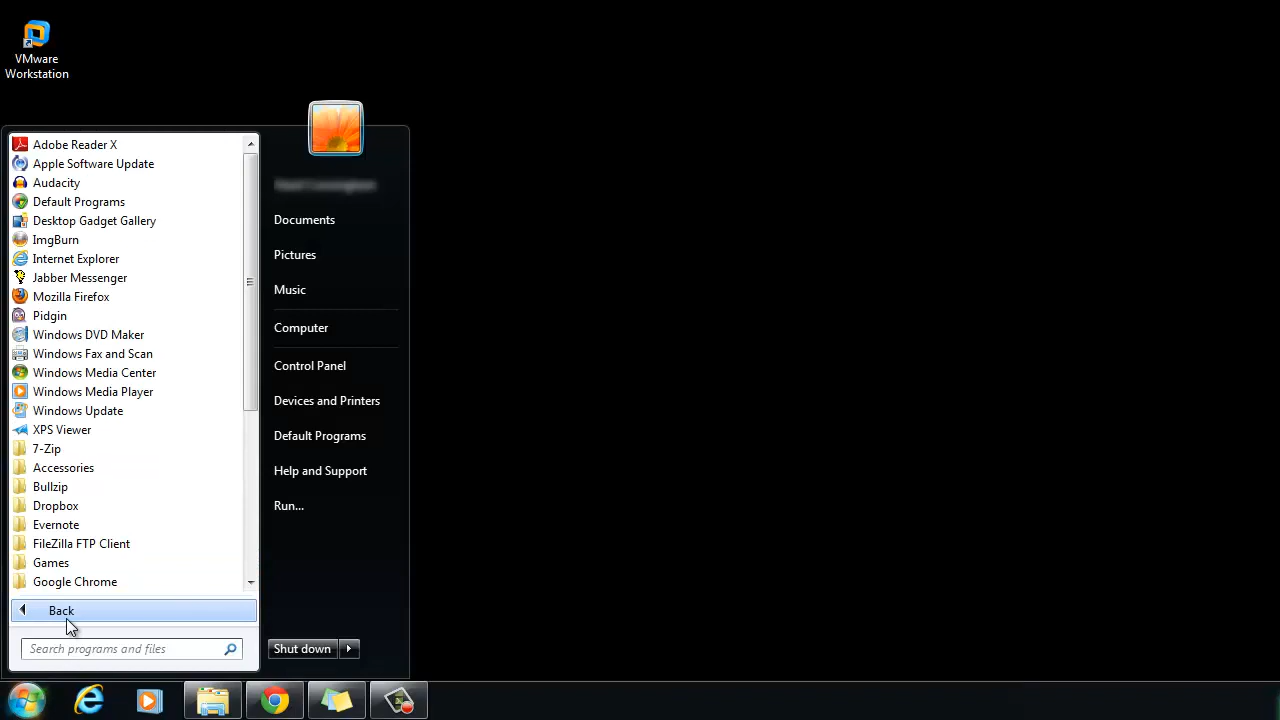 VMware
Workstation
Adobe Reader X
Apple Software Update
Audacity
Default Programs
Desktop Gadget Gallery
ImgBurn
Internet Explorer
Jabber Messenger
Mozilla Firefox
Pidgin
Windows DVD Maker
Windows Fax and Scan
Windows Media Center
Windows Media Player
Windows Update
XPS Viewer
7-Zip
Accessories
Bullzip
Dropbox
Evernote
FileZilla FTP Client
Games
Google Chrome
Back
Search programs and files
Documents
Pictures
Music
Computer
Control Panel
Devices and Printers
Default Programs
Help and Support
Run...
Shut down